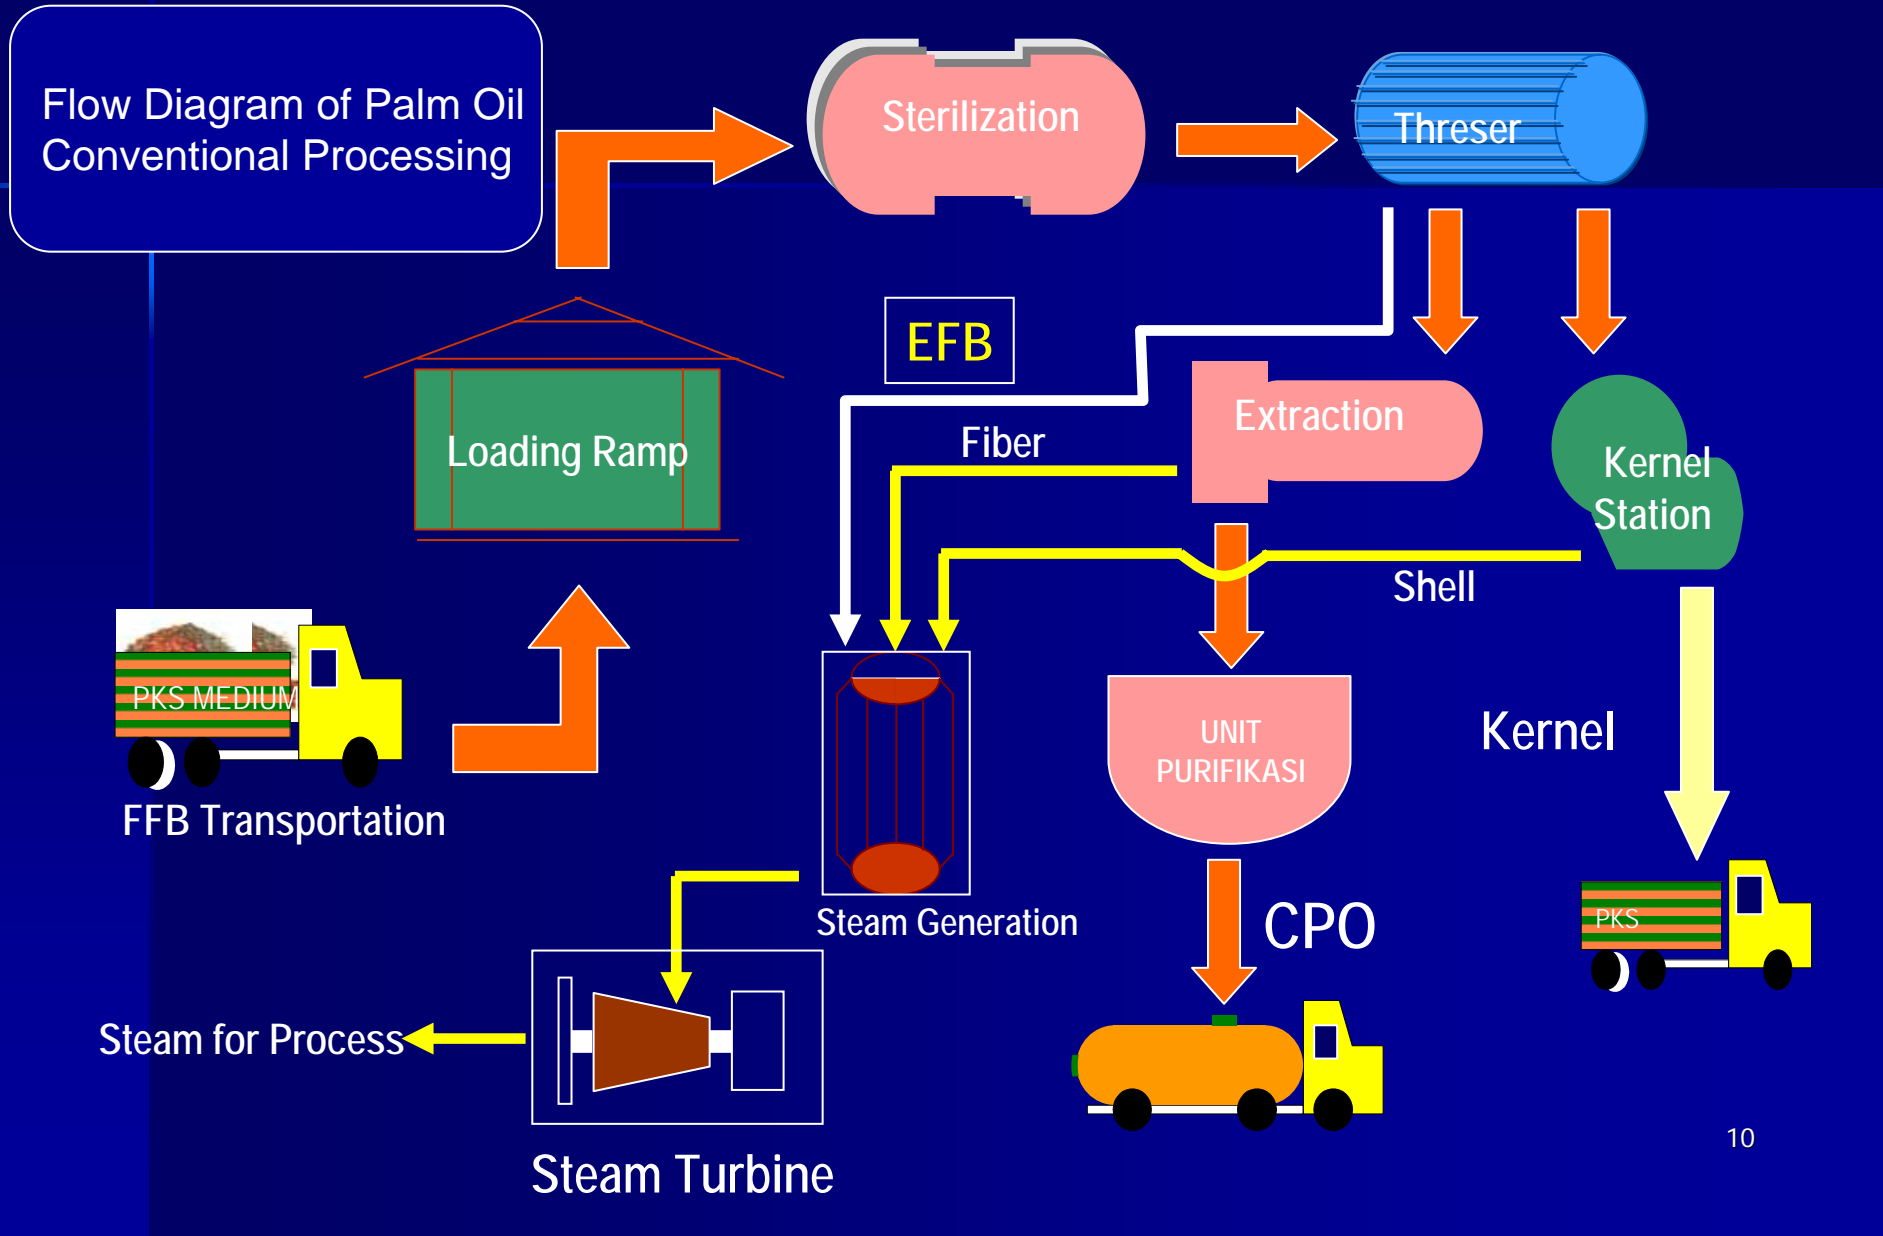 Flow Diagram of Palm Oil
Conventional Processing
Sterilization
Threser
EFB
Extraction
Fiber
Loading Ramp
Kernel
Station
Shell
PKS MEDIUM
UNIT
PURIFIKASI
Kernel
FFB Transportation
Steam Generation
CPO
PKS
Steam for Process
Steam Turbine
10